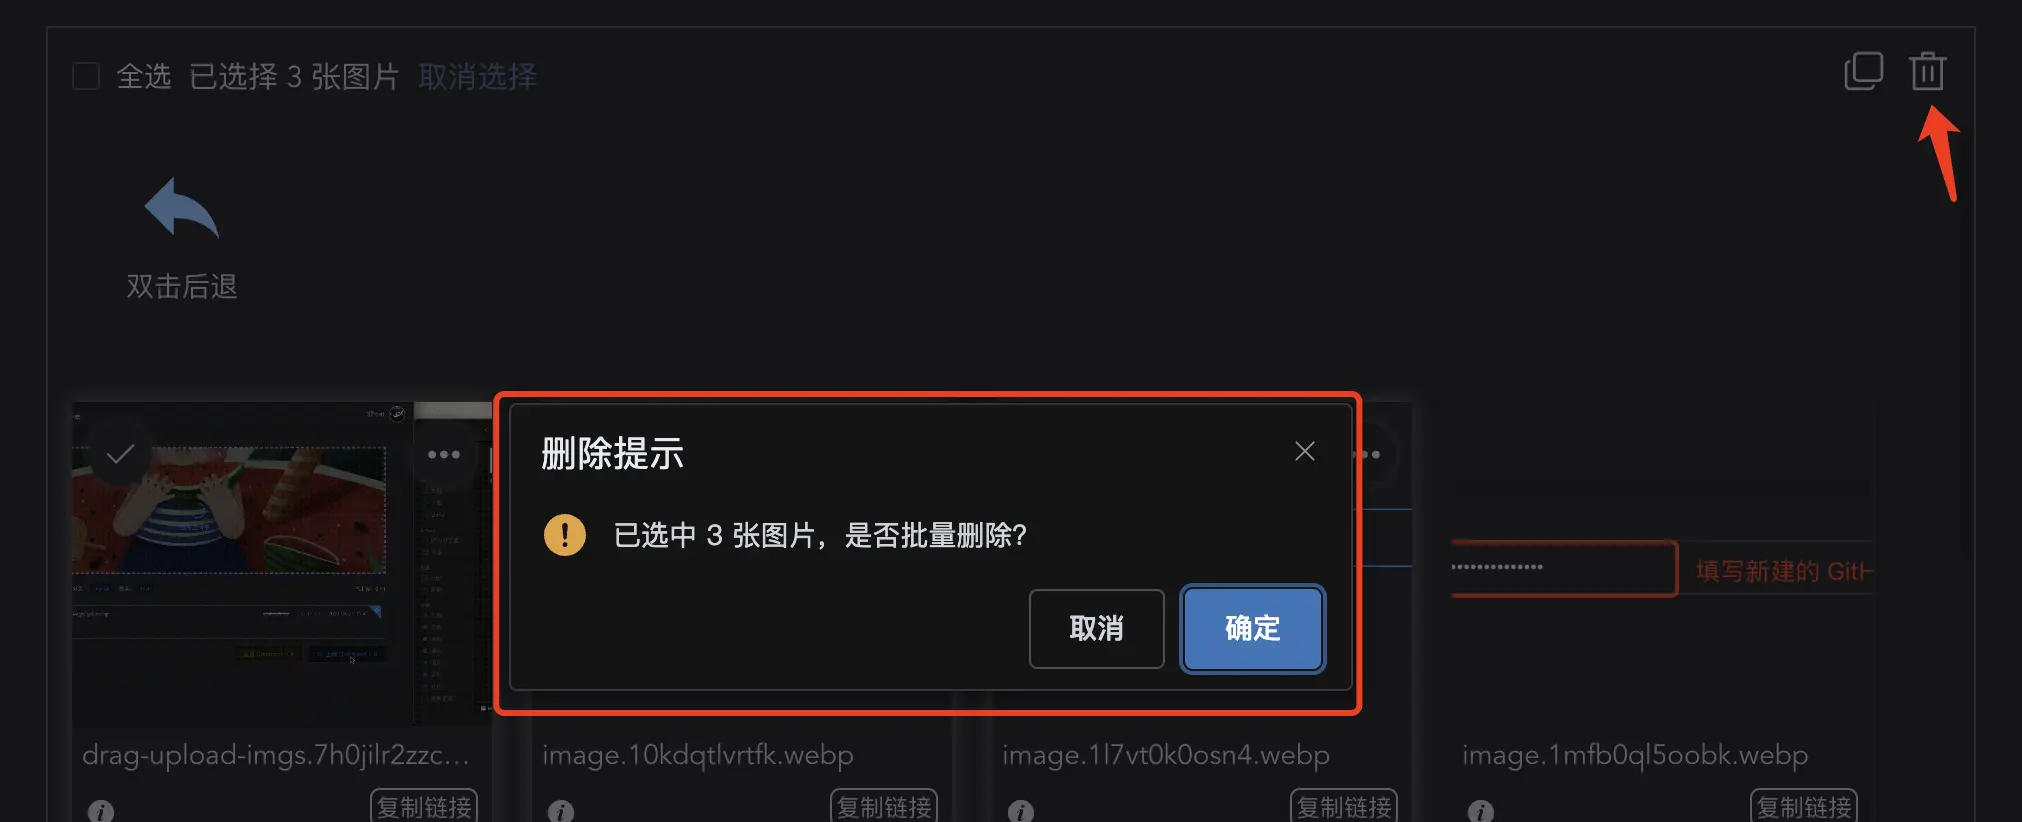 全选 已选择 3 张图片 取消选择
双击后退
删除提示
已选中 3 张图片，是否批量删除?
取消
确定
填写新建的 GitH
drag-upload-imgs.7h0jilr2zzc...
image.10kdqtlvrtfk.webp
image.1l7vt0k0osn4.webp
image.1mfb0ql5oobk.webp
复制链接
复制链接
复制链接
复制链接